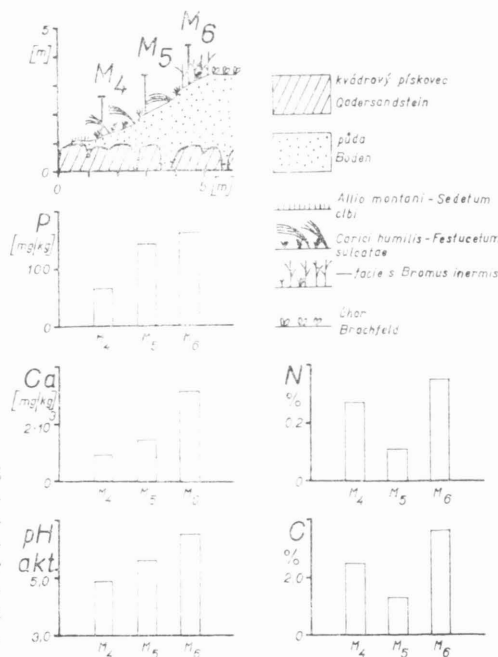 5
[m]
0
M4
M5
M6
0
5 [m]
kvádrový pískovec
Qadersandstein
půda
Boden
Allio montani - Sedetum
albi
Carici humilis-Festucetum
sulcatae
—facie s Bromus inermis
úhor
Brachfeld
P
[mg/kg]
100
0
M4
M5
M6
Ca
[mg/kg]
2·10³
0
M4
M5
M6
N
%
0.2
0
M4
M5
M6
pH
akt.
5.0
3.0
M4
M5
M6
C
%
2.0
0
M4
M5
M6